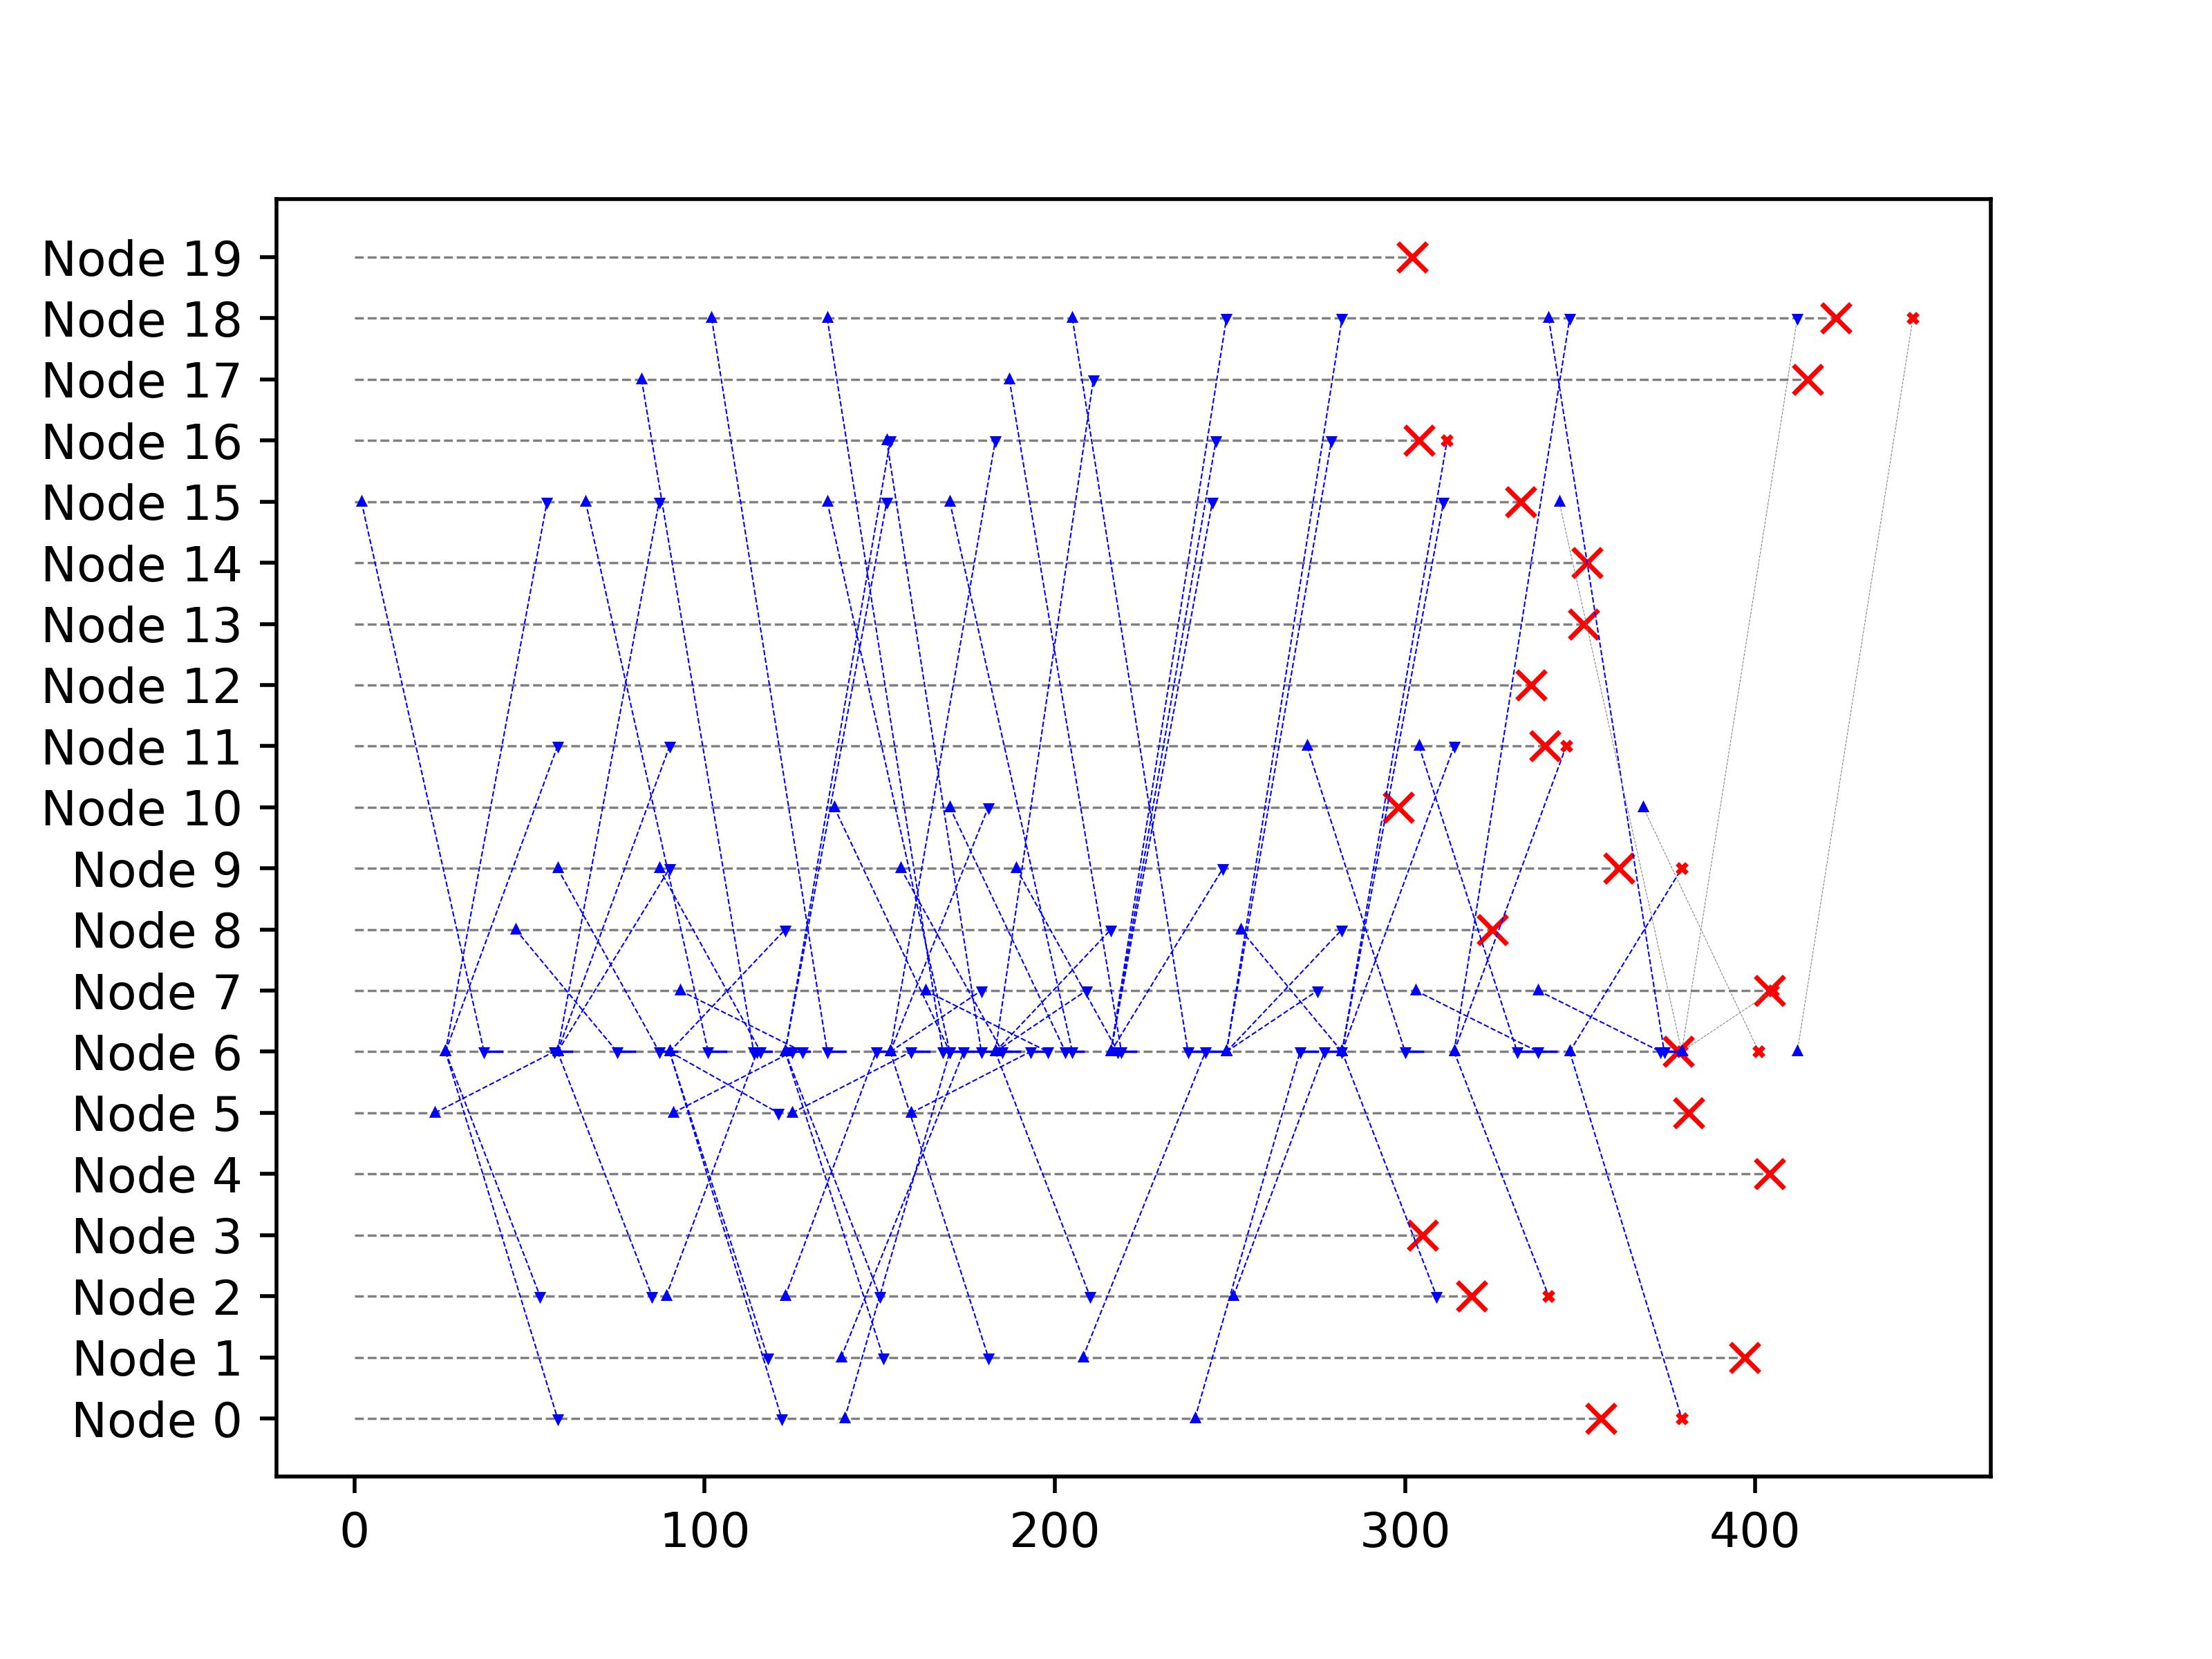 Node 19
Node 18
Node 17
Node 16
Node 15
Node 14
Node 13
Node 12
Node 11
Node 10
Node 9
Node 8
Node 7
Node 6
Node 5
Node 4
Node 3
Node 2
Node 1
Node 0
0 100 200 300 400